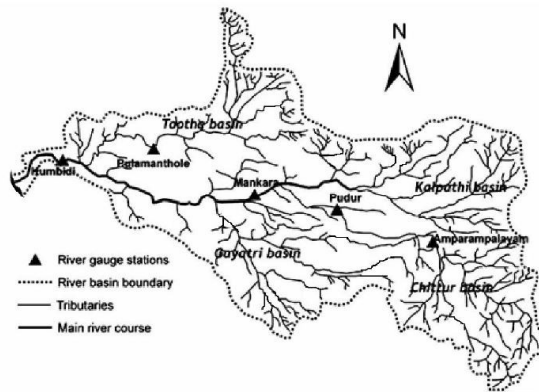 N
Tootha basin
Pulamanthole
Kumbidi
Mankara
Kalpathi basin
Pudur
Amparampalayam
Gayatri basin
Chittur basin
River gauge stations
River basin boundary
Tributaries
Main river course